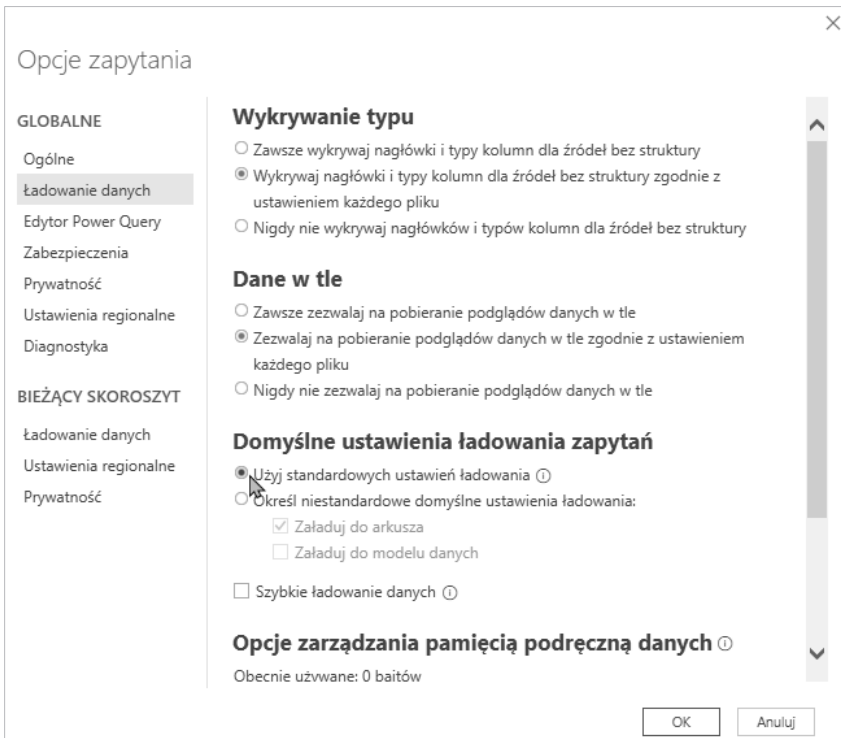 Opcje zapytania
GLOBALNE
Ogólne
Ładowanie danych
Edytor Power Query
Zabezpieczenia
Prywatność
Ustawienia regionalne
Diagnostyka
BIEŻĄCY SKOROSZYT
Ładowanie danych
Ustawienia regionalne
Prywatność
Wykrywanie typu
Zawsze wykrywaj nagłówki i typy kolumn dla źródeł bez struktury
Wykrywaj nagłówki i typy kolumn dla źródeł bez struktury zgodnie z
ustawieniem każdego pliku
Nigdy nie wykrywaj nagłówków i typów kolumn dla źródeł bez struktury
Dane w tle
Zawsze zezwalaj na pobieranie podglądów danych w tle
Zezwalaj na pobieranie podglądów danych w tle zgodnie z ustawieniem
każdego pliku
Nigdy nie zezwalaj na pobieranie podglądów danych w tle
Domyślne ustawienia ładowania zapytań
Użyj standardowych ustawień ładowania
Określ niestandardowe domyślne ustawienia ładowania:
Załaduj do arkusza
Załaduj do modelu danych
Szybkie ładowanie danych
Opcje zarządzania pamięcią podręczną danych
Obecnie używane: 0 baitów
OK
Anuluj